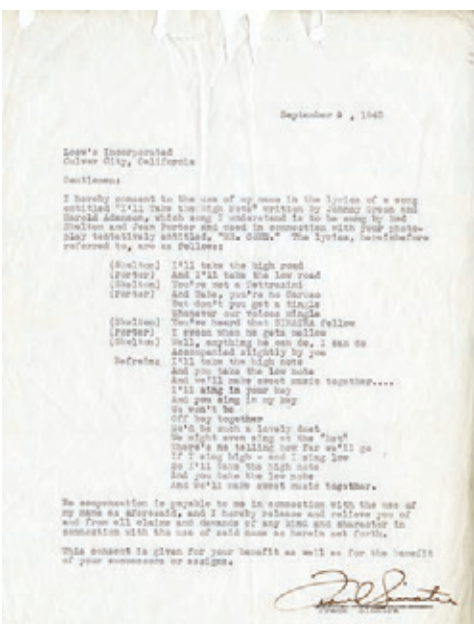 September 9, 1943
Loew's Incorporated
Culver City, California
Gentlemen:
I hereby consent to the use of my name in the lyrics of a song
entitled "I'll Take the High Note" written by Johnny Green and
Harold Adamson, which song I understand is to be sung by Red
Skelton and Jean Porter and used in connection with your photo-
play tentatively entitled, "MR. CO-ED." The lyrics, hereinbefore
referred to, are as follows:
(Skelton) I'll take the high road
(Porter) And I'll take the low road
(Skelton) You're not a Tettrazini
(Porter) And Babe, you're no Caruso
But don't you get a tingle
Whenever our voices mingle
(Skelton) You've heard that SINATRA fellow
(Porter) I swoon when he gets mellow
(Skelton) Well, anything he can do, I can do
Accompanied slightly by you
Refrain: I'll take the high note
And you take the low note
And we'll make sweet music together....
I'll sing in your key
And you sing in my key
We won't be
Off key together
We'd be such a lovely duet
We might even sing at the "Met"
There's no telling how far we'll go
If I sing high - and I sing low
So I'll take the high note
And you take the low note
And we'll make sweet music together.
No compensation is payable to me in connection with the use of
my name as aforesaid, and I hereby release and relieve you of
and from all claims and demands of any kind and character in
connection with the use of said name as herein set forth.
This consent is given for your benefit as well as for the benefit
of your successors or assigns.
Frank Sinatra
Frank Sinatra